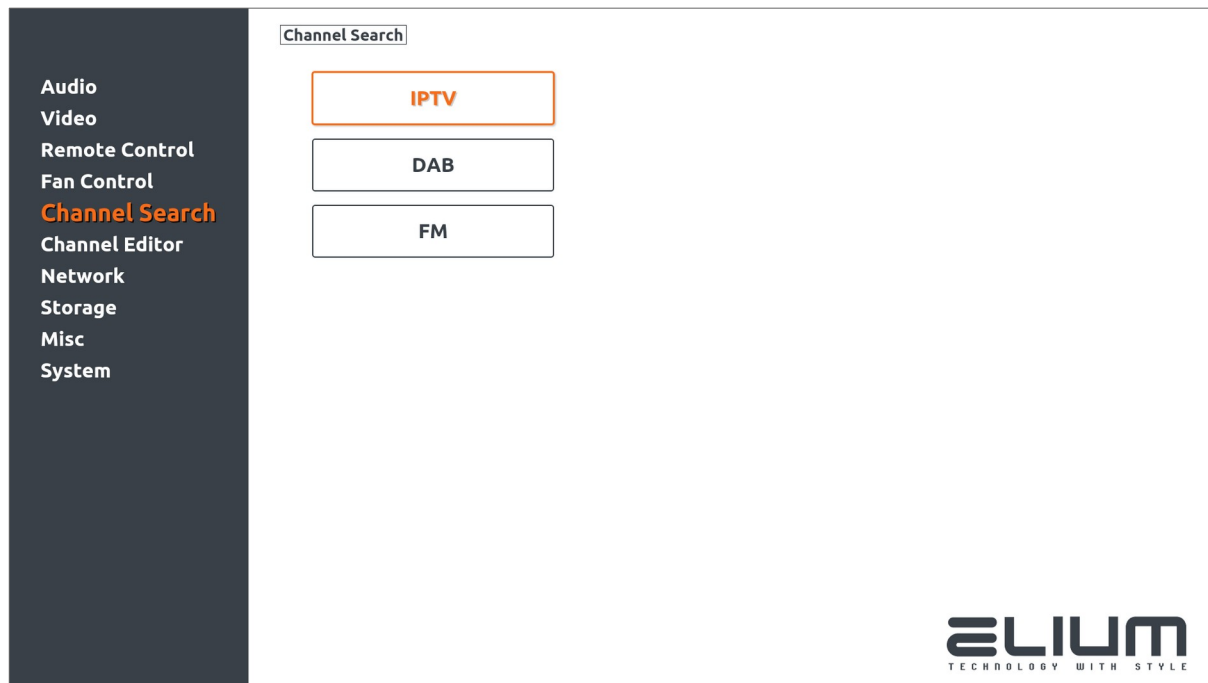 Audio
Video
Remote Control
Fan Control
Channel Search
Channel Editor
Network
Storage
Misc
System
Channel Search
IPTV
DAB
FM
ELIUM
TECHNOLOGY WITH STYLE